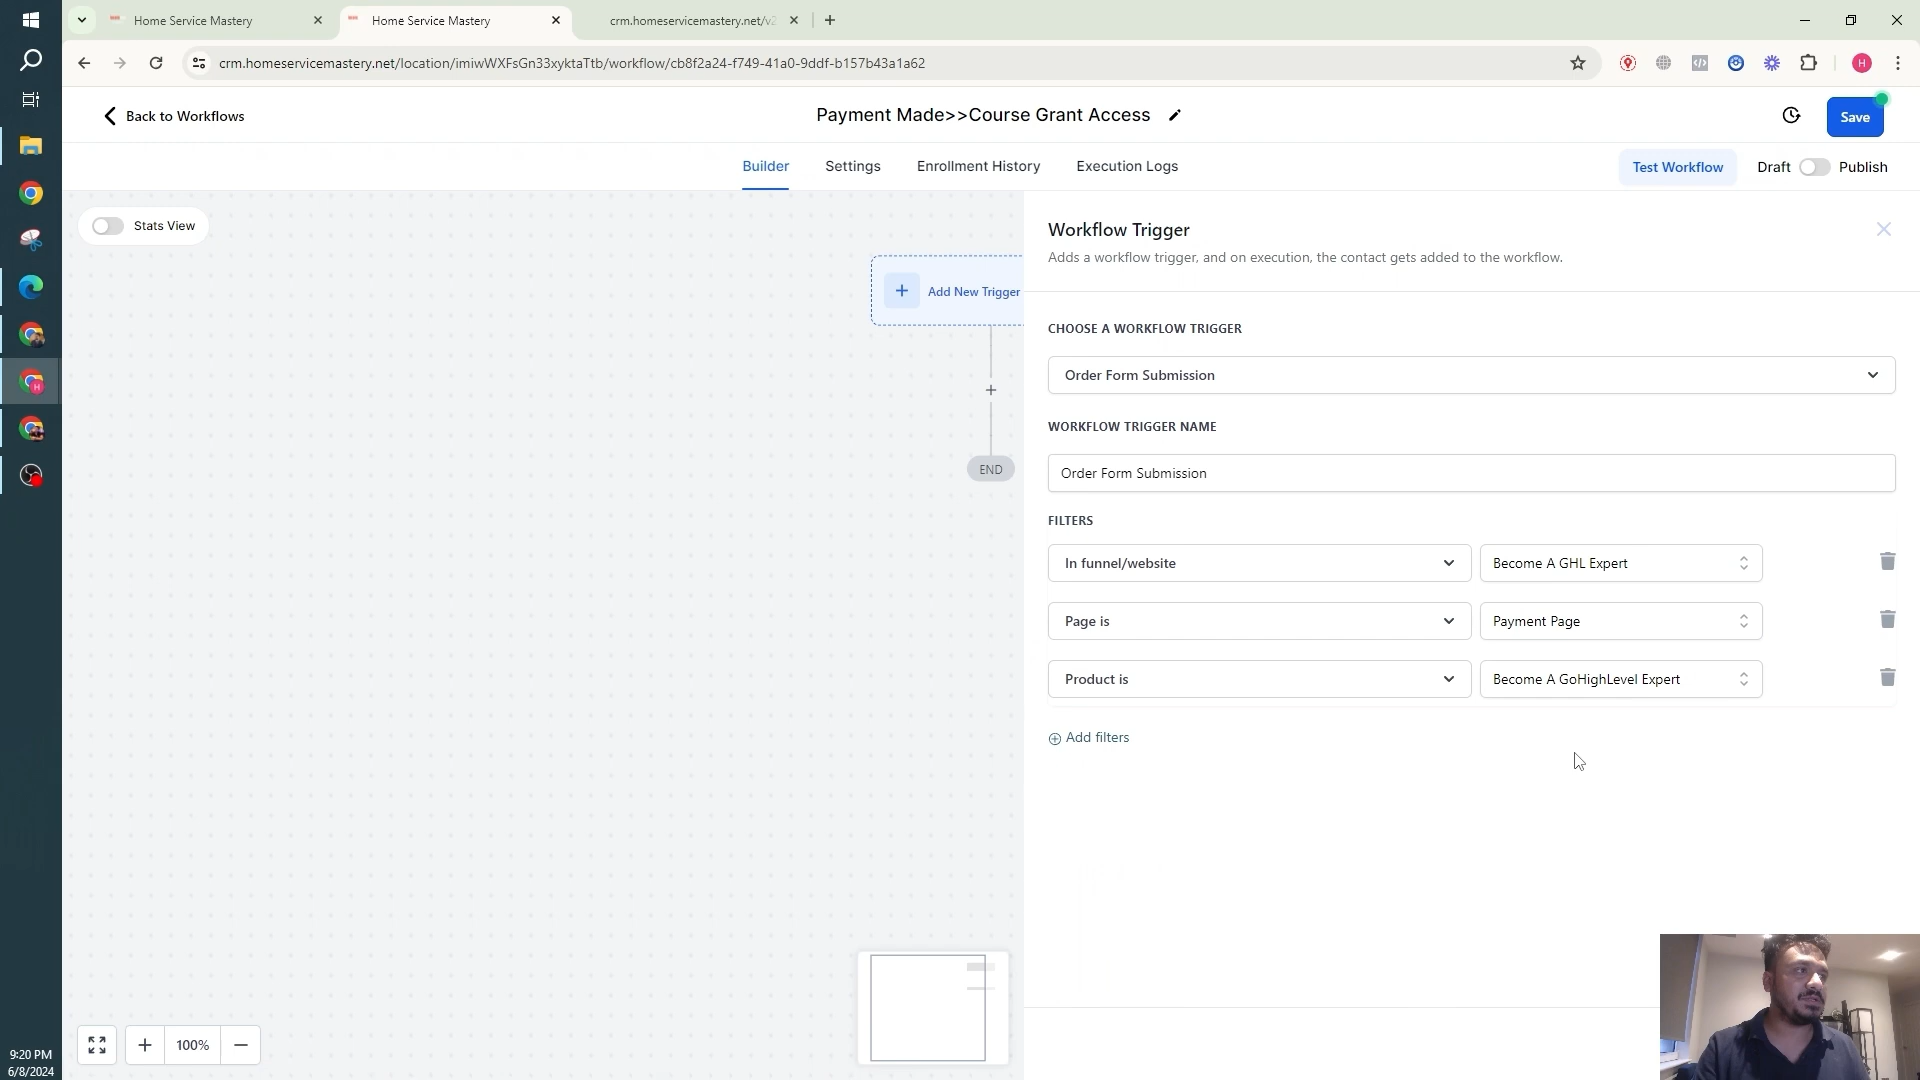 Home Service Mastery
Home Service Mastery
crm.homeservicemastery.net/v2
crm.homeservicemastery.net/location/imiwWXFsGn33xyktaTtb/workflow/cb8f2a24-f749-41a0-9ddf-b157b43a1a62
H
Back to Workflows
Payment Made>>Course Grant Access
Save
Builder
Settings
Enrollment History
Execution Logs
Test Workflow
Draft
Publish
Stats View
Add New Trigger
END
Workflow Trigger
Adds a workflow trigger, and on execution, the contact gets added to the workflow.
CHOOSE A WORKFLOW TRIGGER
Order Form Submission
WORKFLOW TRIGGER NAME
Order Form Submission
FILTERS
In funnel/website
Become A GHL Expert
Page is
Payment Page
Product is
Become A GoHighLevel Expert
Add filters
100%
9:20 PM
6/8/2024